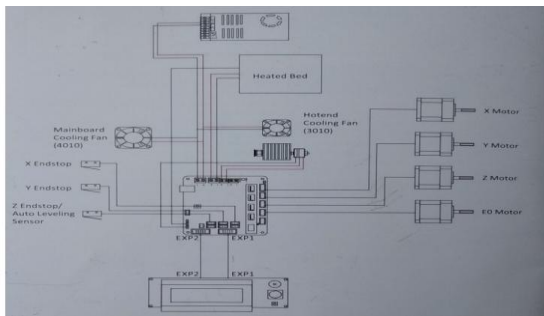 Heated Bed
Mainboard
Cooling Fan
(4010)
Hotend
Cooling Fan
(3010)
X Motor
Y Motor
Z Motor
E0 Motor
X Endstop
Y Endstop
Z Endstop/
Auto Leveling
Sensor
EXP2 EXP1
EXP2 EXP1